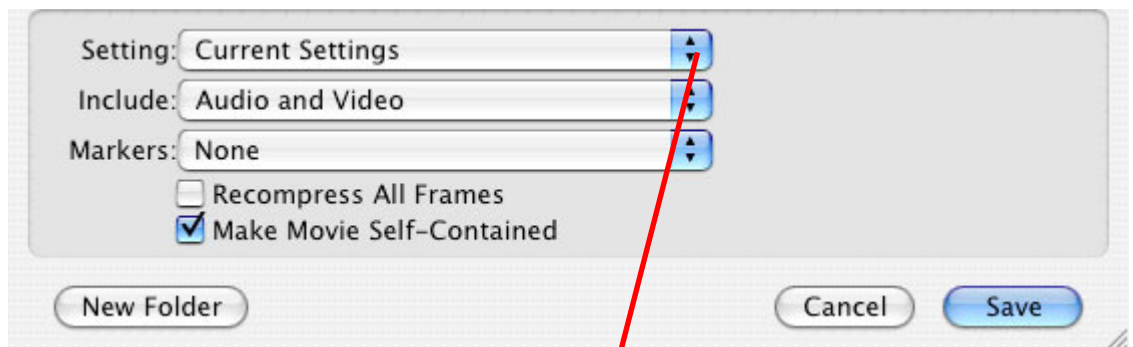 Setting: Current Settings
Include: Audio and Video
Markers: None
Recompress All Frames
Make Movie Self-Contained
New Folder Cancel Save